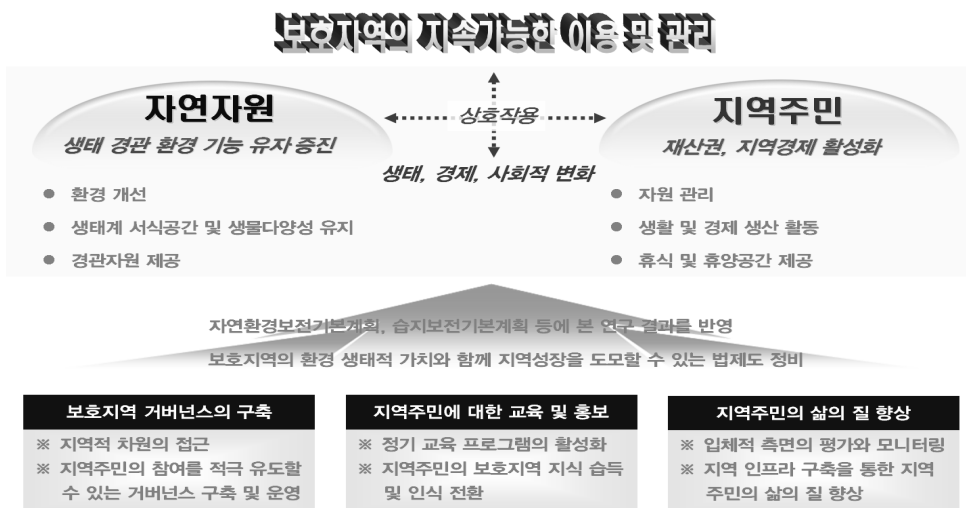 보호지역의 지속가능한 이용 및 관리
자연자원
생태 경관 환경 기능 유자 증진
상호작용
생태, 경제, 사회적 변화
지역주민
재산권, 지역경제 활성화
● 환경 개선
● 생태계 서식공간 및 생물다양성 유지
● 경관자원 제공
● 자원 관리
● 생활 및 경제 생산 활동
● 휴식 및 휴양공간 제공
자연환경보전기본계획, 습지보전기본계획 등에 본 연구 결과를 반영
보호지역의 환경 생태적 가치와 함께 지역성장을 도모할 수 있는 법제도 정비
보호지역 거버넌스의 구축
※ 지역적 차원의 접근
※ 지역주민의 참여를 적극 유도할
수 있는 거버넌스 구축 및 운영
지역주민에 대한 교육 및 홍보
※ 정기 교육 프로그램의 활성화
※ 지역주민의 보호지역 지식 습득
및 인식 전환
지역주민의 삶의 질 향상
※ 입체적 측면의 평가와 모니터링
※ 지역 인프라 구축을 통한 지역
주민의 삶의 질 향상